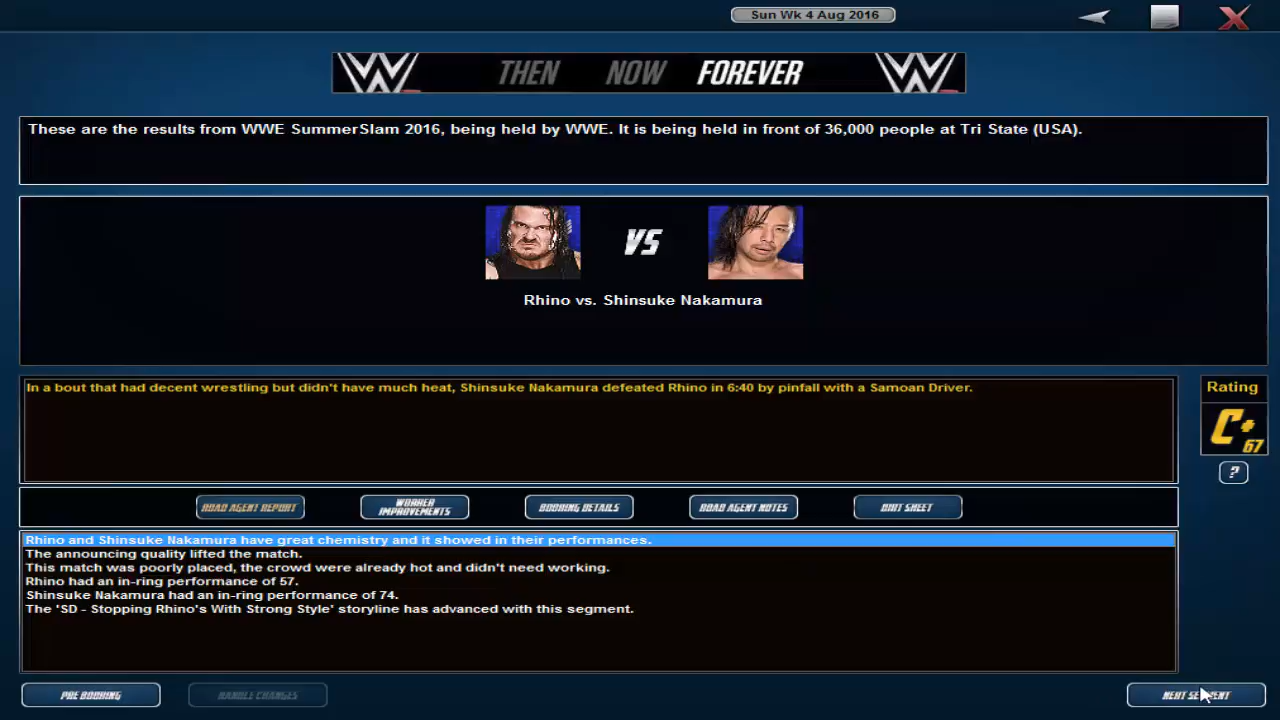 Sun Wk 4 Aug 2016
W THEN NOW FOREVER W
These are the results from WWE SummerSlam 2016, being held by WWE. It is being held in front of 36,000 people at Tri State (USA).
VS
Rhino vs. Shinsuke Nakamura
In a bout that had decent wrestling but didn't have much heat, Shinsuke Nakamura defeated Rhino in 6:40 by pinfall with a Samoan Driver.
Rating
C+
67
?
ROAD AGENT REPORT
WORKER IMPROVEMENTS
BOOKING DETAILS
ROAD AGENT NOTES
DIRT SHEET
Rhino and Shinsuke Nakamura have great chemistry and it showed in their performances.
The announcing quality lifted the match.
This match was poorly placed, the crowd were already hot and didn't need working.
Rhino had an in-ring performance of 57.
Shinsuke Nakamura had an in-ring performance of 74.
The 'SD - Stopping Rhino's With Strong Style' storyline has advanced with this segment.
PRE BOOKING
HANDLE CHANGES
NEXT SEGMENT